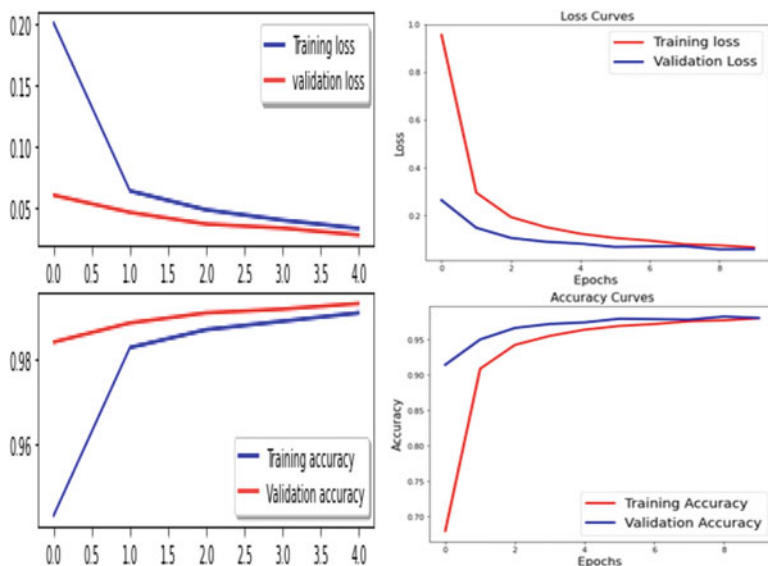 0.20
0.15
0.10
0.05
Training loss
validation loss
0.0 0.5 1.0 1.5 2.0 2.5 3.0 3.5 4.0
Loss Curves
1.0
0.8
0.6
0.4
0.2
Loss
Training loss
Validation Loss
0 2 4 6 8
Epochs
0.98
0.96
Training accuracy
Validation accuracy
0.0 0.5 1.0 1.5 2.0 2.5 3.0 3.5 4.0
Accuracy Curves
0.95
0.90
0.85
0.80
0.75
0.70
Accuracy
Training Accuracy
Validation Accuracy
0 2 4 6 8
Epochs